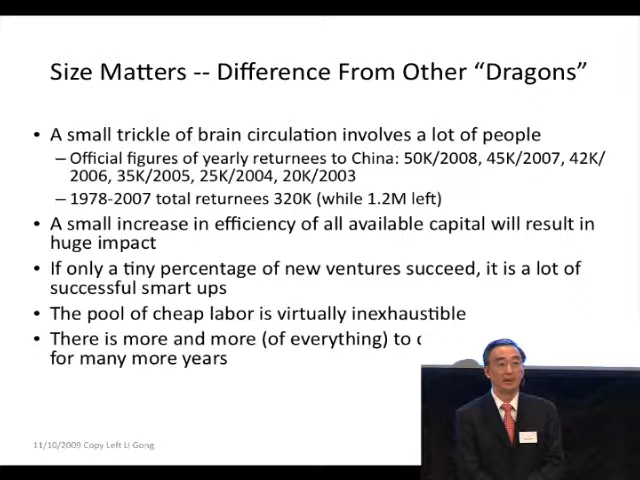 Size Matters -- Difference From Other “Dragons”
• A small trickle of brain circulation involves a lot of people
– Official figures of yearly returnees to China: 50K/2008, 45K/2007, 42K/
2006, 35K/2005, 25K/2004, 20K/2003
– 1978-2007 total returnees 320K (while 1.2M left)
• A small increase in efficiency of all available capital will result in
huge impact
• If only a tiny percentage of new ventures succeed, it is a lot of
successful smart ups
• The pool of cheap labor is virtually inexhaustible
• There is more and more (of everything) to
for many more years
11/10/2009 Copy Left Li Gong